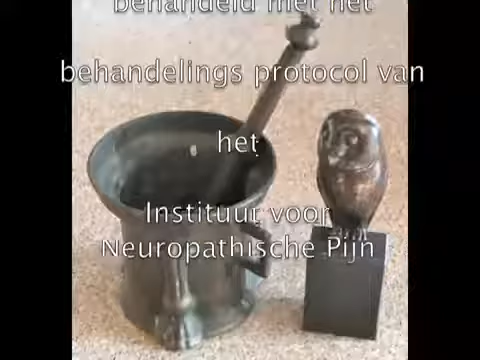 behandeld met het
behandelings protocol van
het
Instituut voor
Neuropathische Pijn